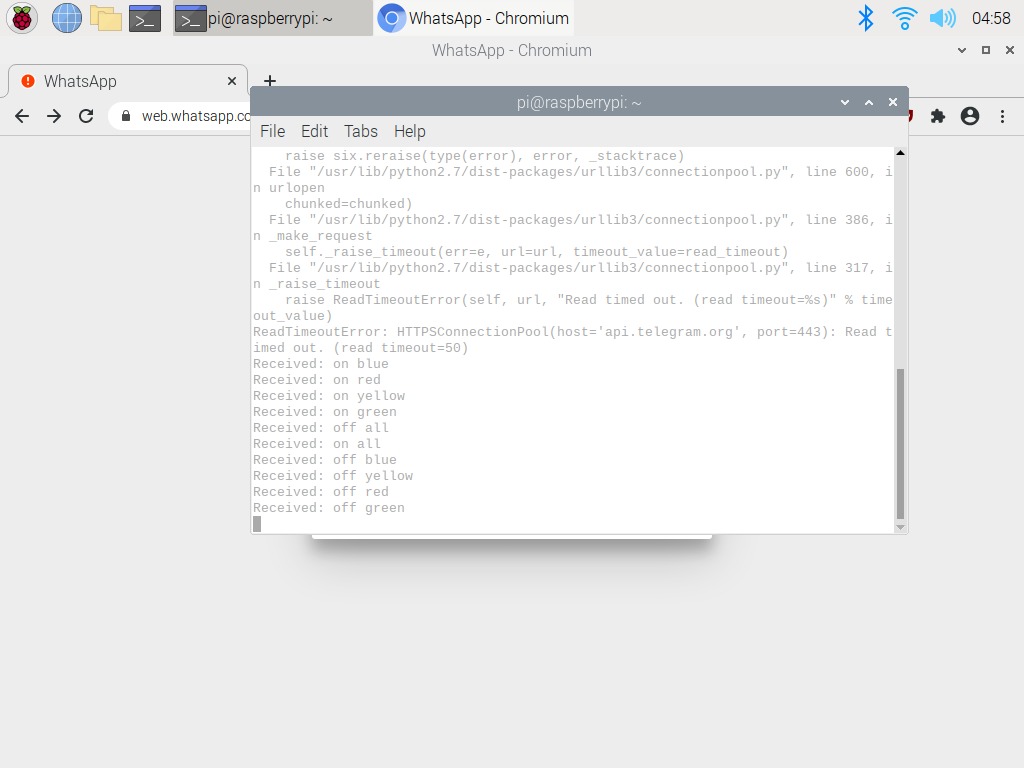 pi@raspberrypi: ~
WhatsApp - Chromium
04:58
WhatsApp - Chromium
WhatsApp
web.whatsapp.co
pi@raspberrypi: ~
File Edit Tabs Help
    raise six.reraise(type(error), error, _stacktrace)
  File "/usr/lib/python2.7/dist-packages/urllib3/connectionpool.py", line 600, i
n urlopen
    chunked=chunked)
  File "/usr/lib/python2.7/dist-packages/urllib3/connectionpool.py", line 386, i
n _make_request
    self._raise_timeout(err=e, url=url, timeout_value=read_timeout)
  File "/usr/lib/python2.7/dist-packages/urllib3/connectionpool.py", line 317, i
n _raise_timeout
    raise ReadTimeoutError(self, url, "Read timed out. (read timeout=%s)" % time
out_value)
ReadTimeoutError: HTTPSConnectionPool(host='api.telegram.org', port=443): Read t
imed out. (read timeout=50)
Received: on blue
Received: on red
Received: on yellow
Received: on green
Received: off all
Received: on all
Received: off blue
Received: off yellow
Received: off red
Received: off green